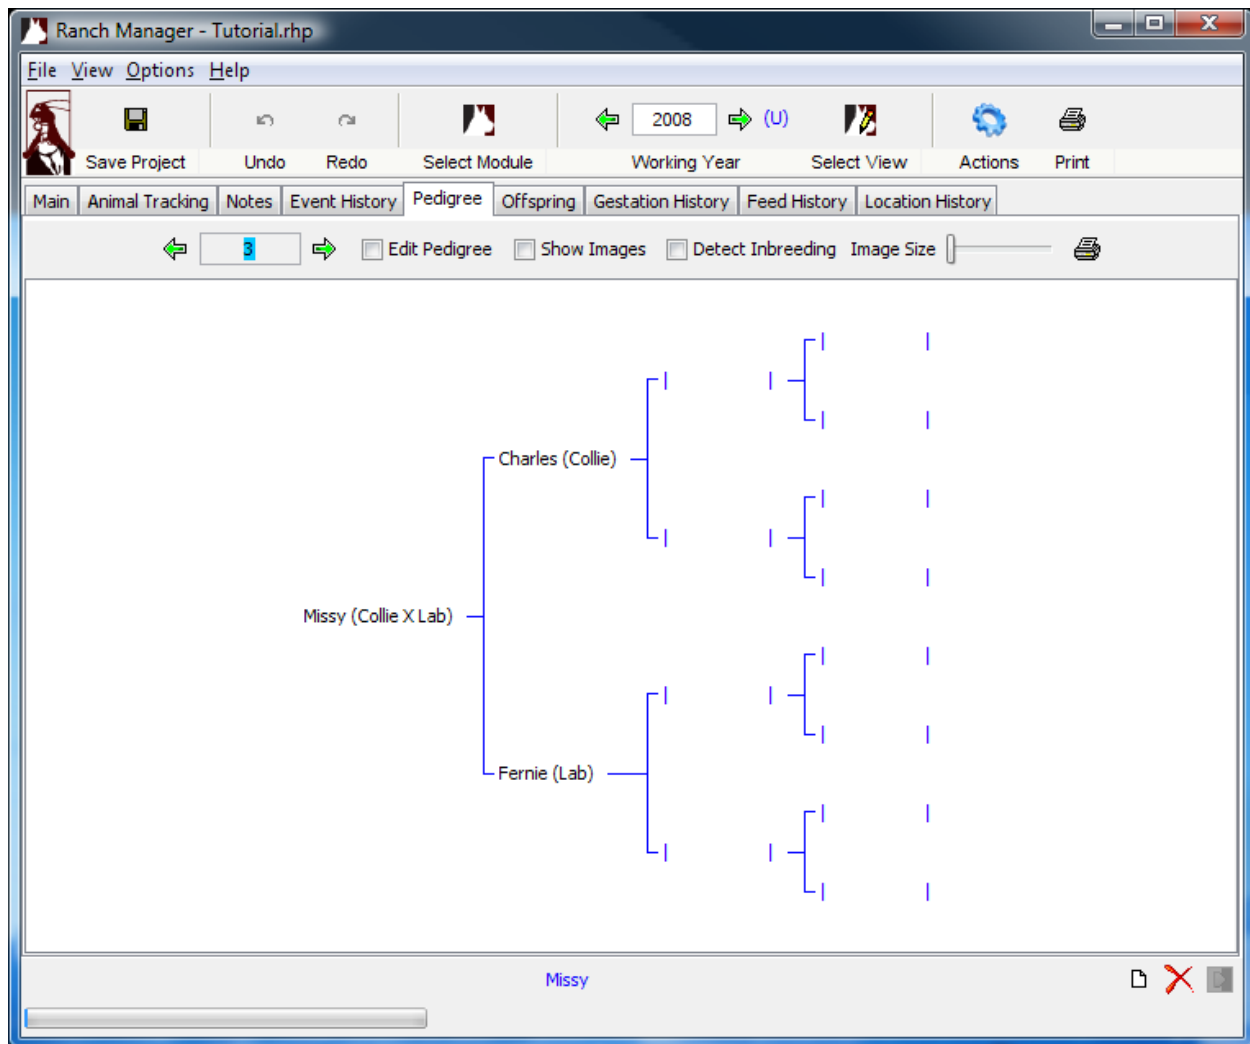 Ranch Manager - Tutorial.rhp
File View Options Help
2008 (U)
Save Project Undo Redo Select Module Working Year Select View Actions Print
Main Animal Tracking Notes Event History Pedigree Offspring Gestation History Feed History Location History
3 Edit Pedigree Show Images Detect Inbreeding Image Size
Charles (Collie)
Missy (Collie X Lab)
Fernie (Lab)
Missy